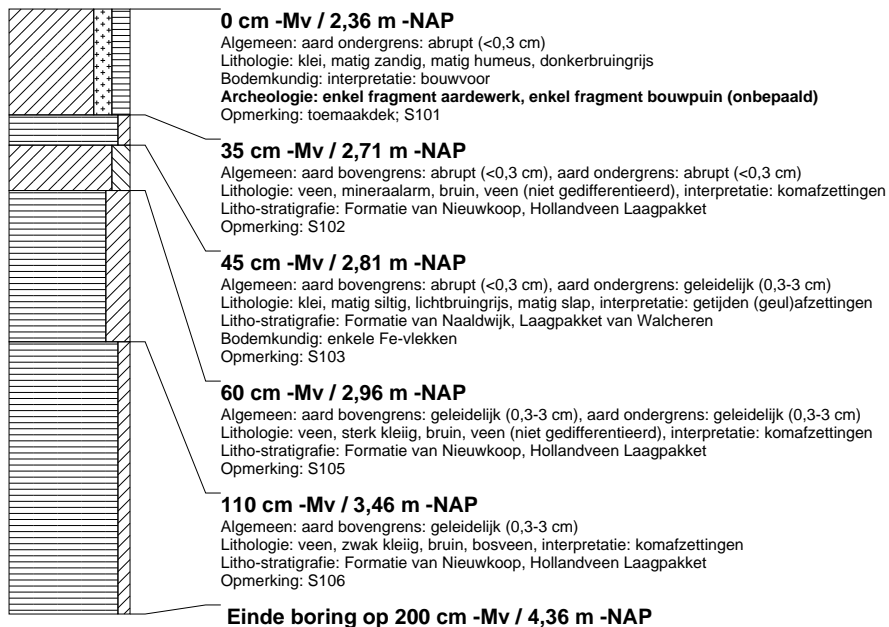 0 cm -Mv / 2,36 m -NAP
Algemeen: aard ondergrens: abrupt (<0,3 cm)
Lithologie: klei, matig zandig, matig humeus, donkerbruingrijs
Bodemkundig: interpretatie: bouwvoor
Archeologie: enkel fragment aardewerk, enkel fragment bouwpuin (onbepaald)
Opmerking: toemaakdek; S101
35 cm -Mv / 2,71 m -NAP
Algemeen: aard bovengrens: abrupt (<0,3 cm), aard ondergrens: abrupt (<0,3 cm)
Lithologie: veen, mineraalarm, bruin, veen (niet gedifferentieerd), interpretatie: komafzettingen
Litho-stratigrafie: Formatie van Nieuwkoop, Hollandveen Laagpakket
Opmerking: S102
45 cm -Mv / 2,81 m -NAP
Algemeen: aard bovengrens: abrupt (<0,3 cm), aard ondergrens: geleidelijk (0,3-3 cm)
Lithologie: klei, matig siltig, lichtbruingrijs, matig slap, interpretatie: getijden (geul)afzettingen
Litho-stratigrafie: Formatie van Naaldwijk, Laagpakket van Walcheren
Bodemkundig: enkele Fe-vlekken
Opmerking: S103
60 cm -Mv / 2,96 m -NAP
Algemeen: aard bovengrens: geleidelijk (0,3-3 cm), aard ondergrens: geleidelijk (0,3-3 cm)
Lithologie: veen, sterk kleiig, bruin, veen (niet gedifferentieerd), interpretatie: komafzettingen
Litho-stratigrafie: Formatie van Nieuwkoop, Hollandveen Laagpakket
Opmerking: S105
110 cm -Mv / 3,46 m -NAP
Algemeen: aard bovengrens: geleidelijk (0,3-3 cm)
Lithologie: veen, zwak kleiig, bruin, bosveen, interpretatie: komafzettingen
Litho-stratigrafie: Formatie van Nieuwkoop, Hollandveen Laagpakket
Opmerking: S106
Einde boring op 200 cm -Mv / 4,36 m -NAP